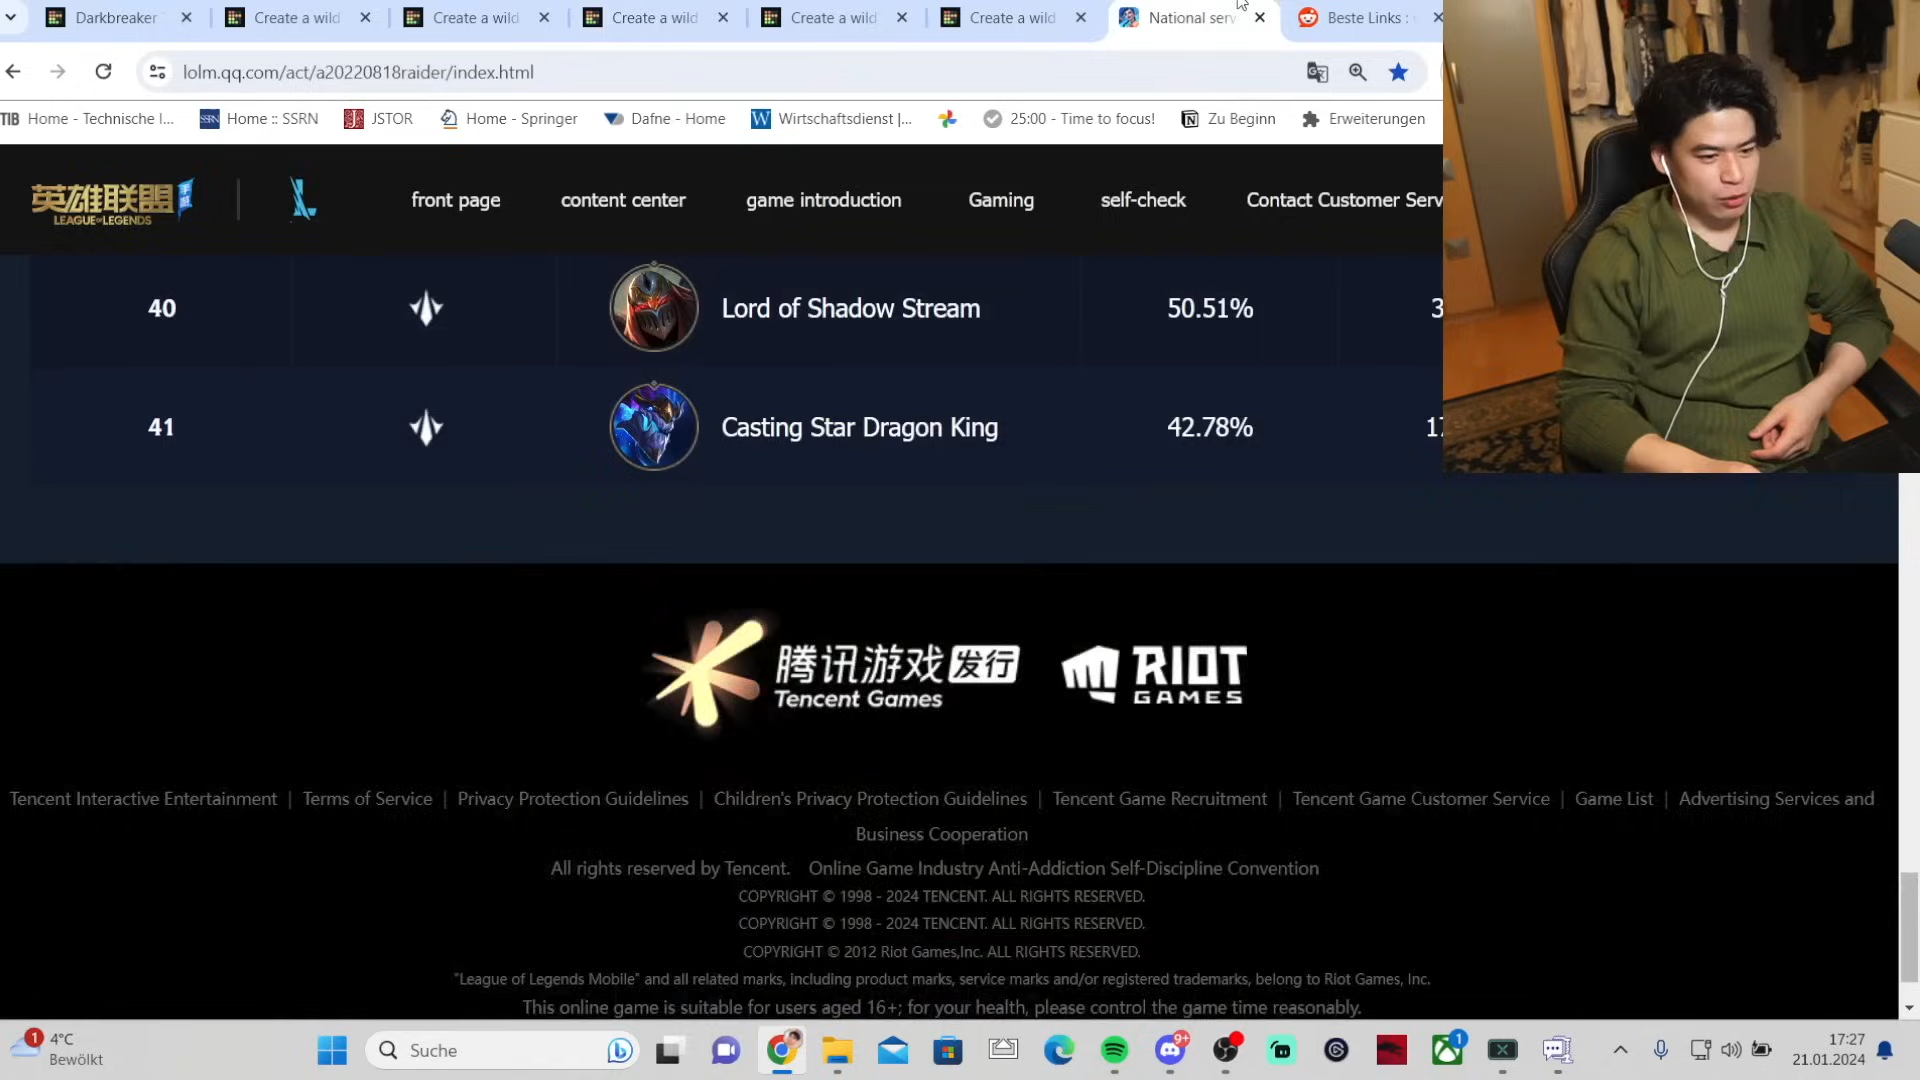 Darkbreaker
Create a wild
Create a wild
Create a wild
Create a wild
Create a wild
National serv
Beste Links :
lolm.qq.com/act/a20220818raider/index.html
TIB Home - Technische I...
SSRN Home :: SSRN
JSTOR
Home - Springer
Dafne - Home
W Wirtschaftsdienst |...
25:00 - Time to focus!
Zu Beginn
Erweiterungen
英雄联盟 手游
LEAGUE OF LEGENDS
front page
content center
game introduction
Gaming
self-check
Contact Customer Serv
40 Lord of Shadow Stream 50.51% 3
41 Casting Star Dragon King 42.78% 17
腾讯游戏 发行
Tencent Games
RIOT
GAMES
Tencent Interactive Entertainment | Terms of Service | Privacy Protection Guidelines | Children's Privacy Protection Guidelines | Tencent Game Recruitment | Tencent Game Customer Service | Game List | Advertising Services and
Business Cooperation
All rights reserved by Tencent. Online Game Industry Anti-Addiction Self-Discipline Convention
COPYRIGHT © 1998 - 2024 TENCENT. ALL RIGHTS RESERVED.
COPYRIGHT © 1998 - 2024 TENCENT. ALL RIGHTS RESERVED.
COPYRIGHT © 2012 Riot Games,Inc. ALL RIGHTS RESERVED.
"League of Legends Mobile" and all related marks, including product marks, service marks and/or registered trademarks, belong to Riot Games, Inc.
This online game is suitable for users aged 16+; for your health, please control the game time reasonably.
1
4°C
Bewölkt
Suche
9+
1
17:27
21.01.2024